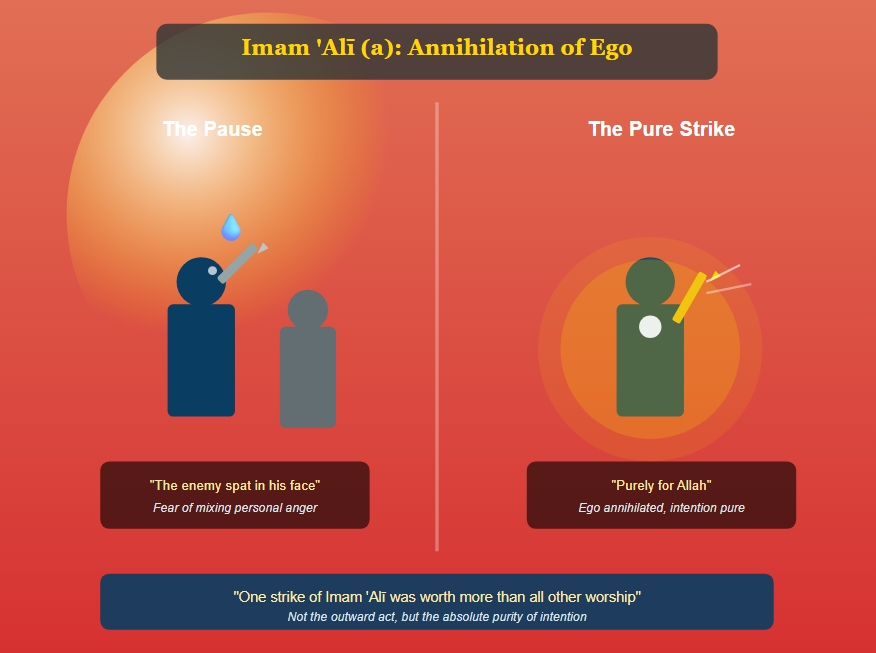 Imam 'Alī (a): Annihilation of Ego
The Pause
The Pure Strike
"The enemy spat in his face"
Fear of mixing personal anger
"Purely for Allah"
Ego annihilated, intention pure
"One strike of Imam 'Alī was worth more than all other worship"
Not the outward act, but the absolute purity of intention